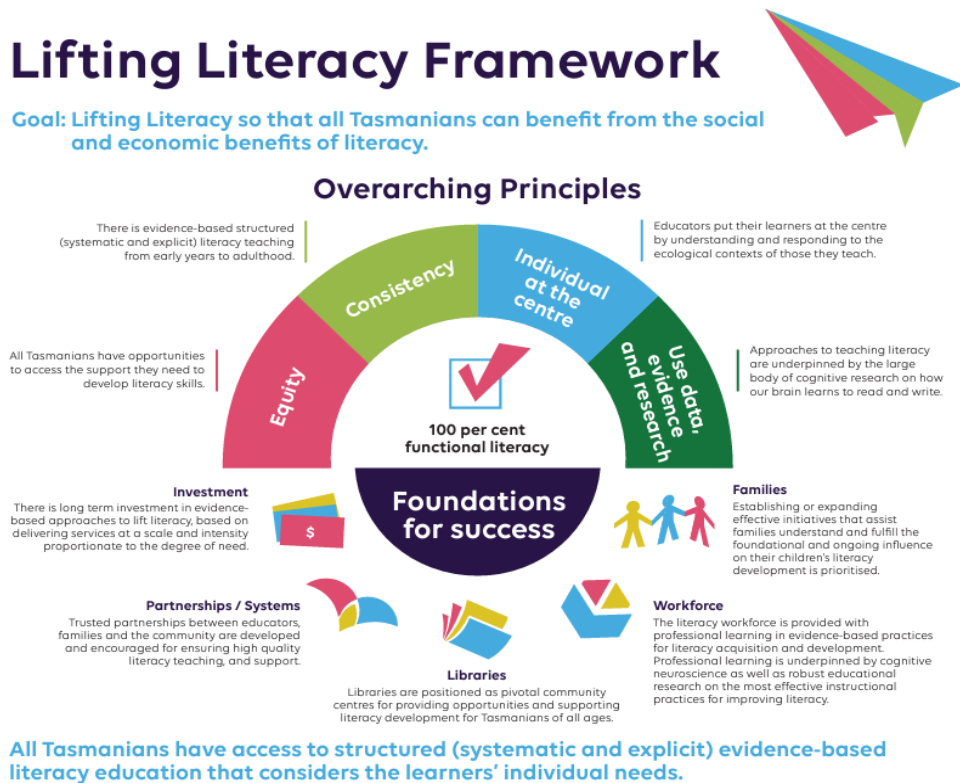 Lifting Literacy Framework
Goal: Lifting Literacy so that all Tasmanians can benefit from the social
and economic benefits of literacy.
Overarching Principles
There is evidence-based structured
(systematic and explicit) literacy teaching
from early years to adulthood.
Educators put their learners at the centre
by understanding and responding to the
ecological contexts of those they teach.
All Tasmanians have opportunities
to access the support they need to
develop literacy skills.
Approaches to teaching literacy
are underpinned by the large
body of cognitive research on how
our brain learns to read and write.
Equity
Consistency
Individual
at the
centre
Use data,
evidence
and research
100 per cent
functional literacy
Foundations
for success
Investment
There is long term investment in evidence-
based approaches to lift literacy, based on
delivering services at a scale and intensity
proportionate to the degree of need.
$
Families
Establishing or expanding
effective initiatives that assist
families understand and fulfill the
foundational and ongoing influence
on their children's literacy
development is prioritised.
Partnerships / Systems
Trusted partnerships between educators,
families and the community are developed
and encouraged for ensuring high quality
literacy teaching, and support.
Libraries
Libraries are positioned as pivotal community
centres for providing opportunities and supporting
literacy development for Tasmanians of all ages.
Workforce
The literacy workforce is provided with
professional learning in evidence-based practices
for literacy acquisition and development.
Professional learning is underpinned by cognitive
neuroscience as well as robust educational
research on the most effective instructional
practices for improving literacy.
All Tasmanians have access to structured (systematic and explicit) evidence-based
literacy education that considers the learners' individual needs.